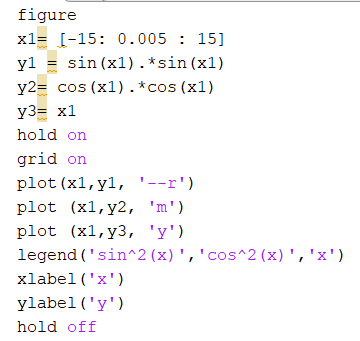 figure
x1= [-15: 0.005 : 15]
y1 = sin(x1).*sin(x1)
y2= cos(x1).*cos(x1)
y3= x1
hold on
grid on
plot(x1,y1, '--r')
plot (x1,y2, 'm')
plot (x1,y3, 'y')
legend('sin^2(x)','cos^2(x)','x')
xlabel('x')
ylabel('y')
hold off